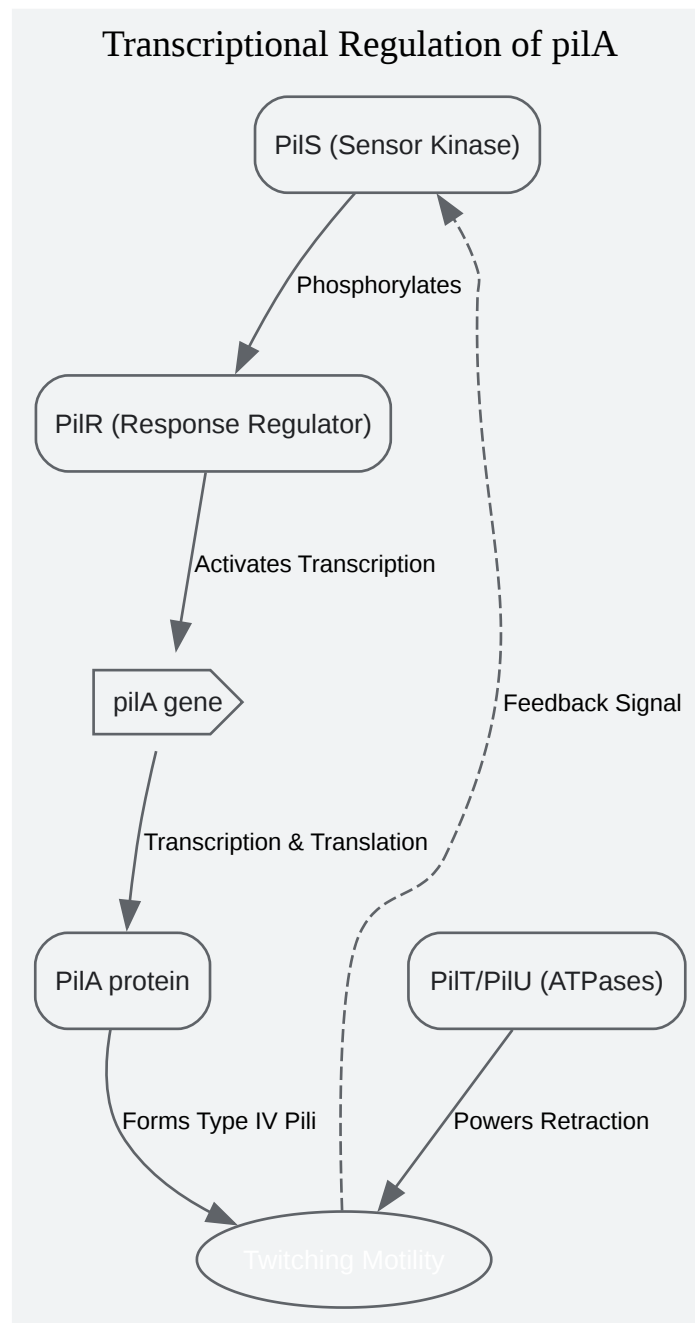 Transcriptional Regulation of pilA
PilS (Sensor Kinase)
Phosphorylates
PilR (Response Regulator)
Activates Transcription
pilA gene
Feedback Signal
Transcription & Translation
PilA protein
PilT/PilU (ATPases)
Forms Type IV Pili
Powers Retraction
Twitching Motility